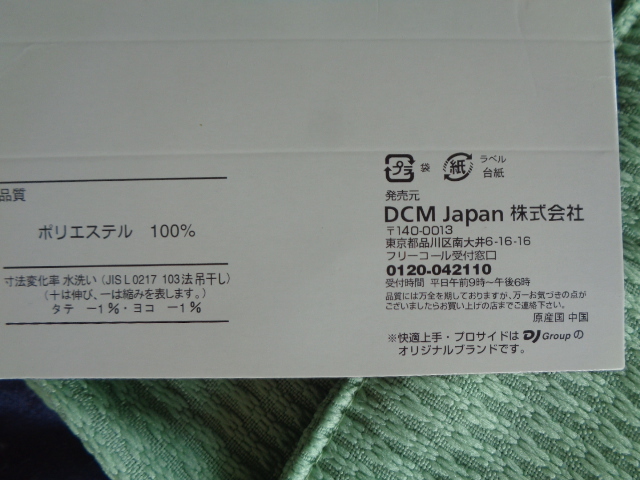 品質
ポリエステル 100%
寸法変化率 水洗い (JIS L 0217 103法 吊干し)
(+は伸び、-は縮みを表します。)
タテ -1%・ヨコ -1%
プラ 袋
紙 ラベル
台紙
発売元
DCM Japan 株式会社
〒140-0013
東京都品川区南大井6-16-16
フリーコール受付窓口
0120-042110
受付時間 平日午前9時~午後6時
品質には万全を期しておりますが、万一お気づきの点が
ございましたらお買い上げの店までご連絡下さい。
原産国 中国
※快適上手・プロサイドは DJ Group の
オリジナルブランドです。